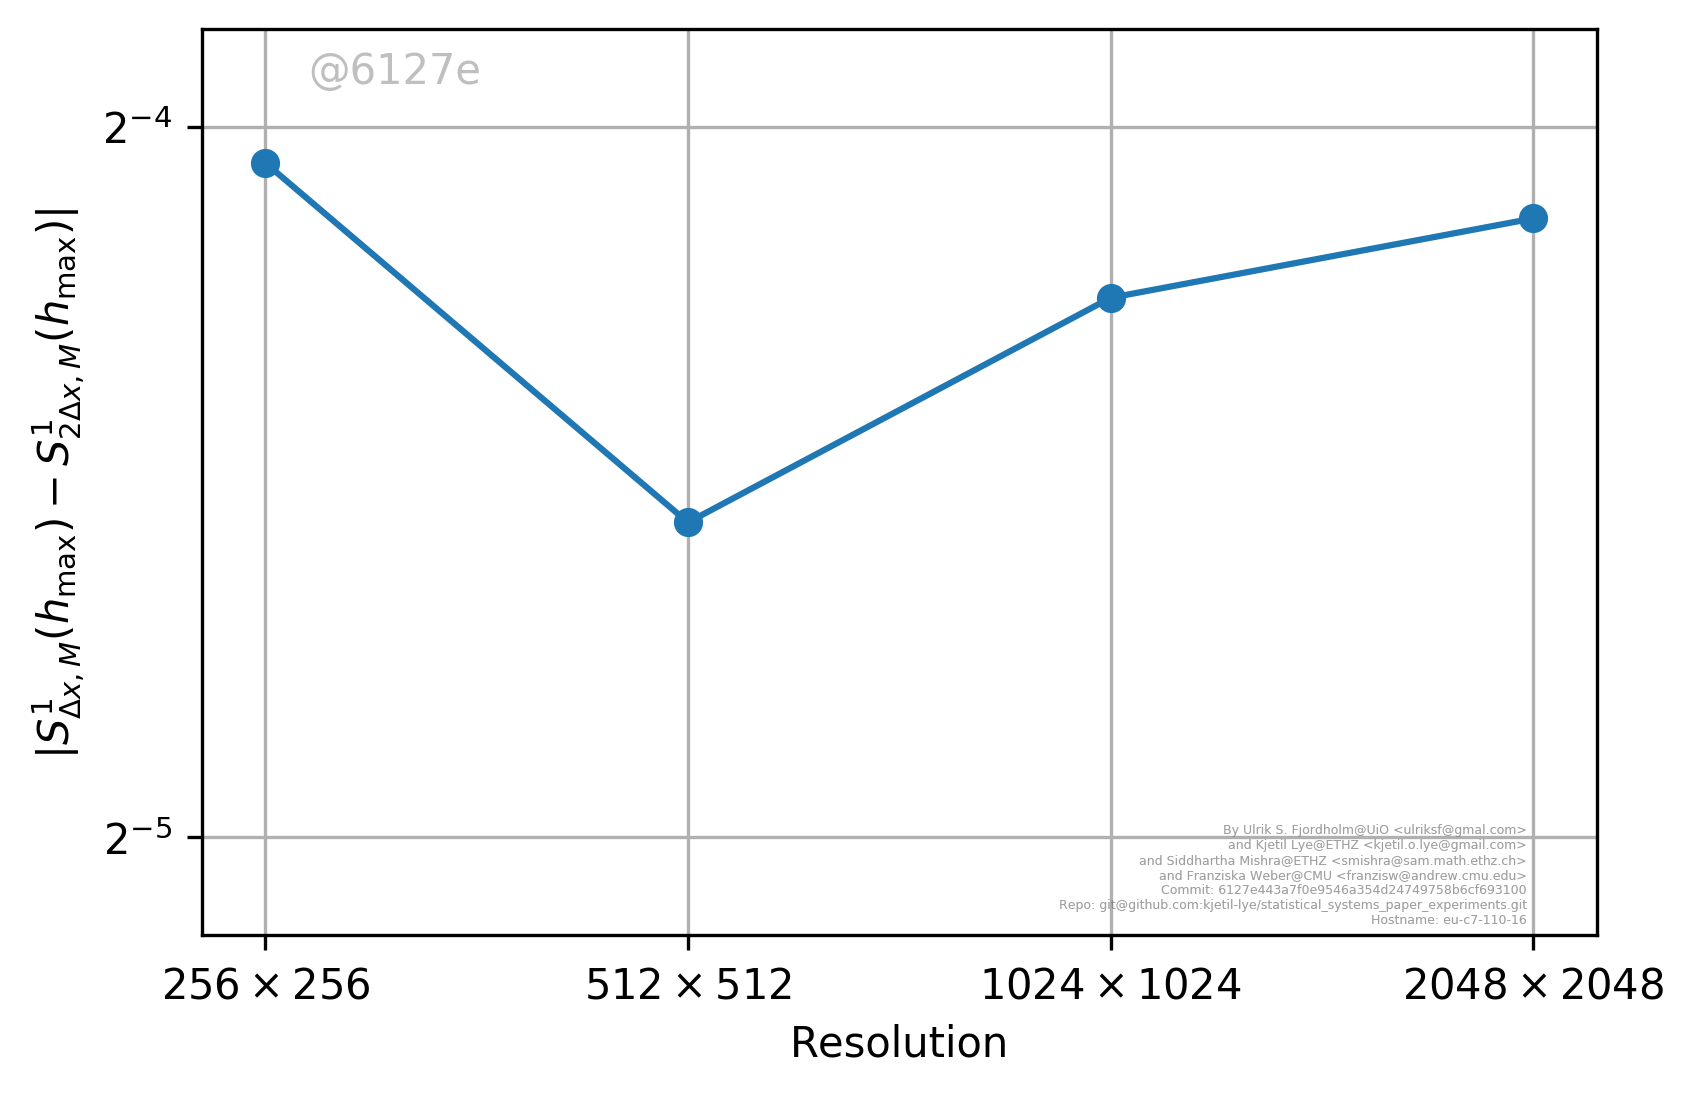 @6127e
2⁻⁴
2⁻⁵
|S¹_{Δx, M}(h_max) − S¹_{2Δx, M}(h_max)|
By Ulrik S. Fjordholm@UiO <ulriksf@gmal.com>
and Kjetil Lye@ETHZ <kjetil.o.lye@gmail.com>
and Siddhartha Mishra@ETHZ <smishra@sam.math.ethz.ch>
and Franziska Weber@CMU <franzisw@andrew.cmu.edu>
Commit: 6127e443a7f0e9546a354d24749758b6cf693100
Repo: git@github.com:kjetil-lye/statistical_systems_paper_experiments.git
Hostname: eu-c7-110-16
256 × 256 512 × 512 1024 × 1024 2048 × 2048
Resolution